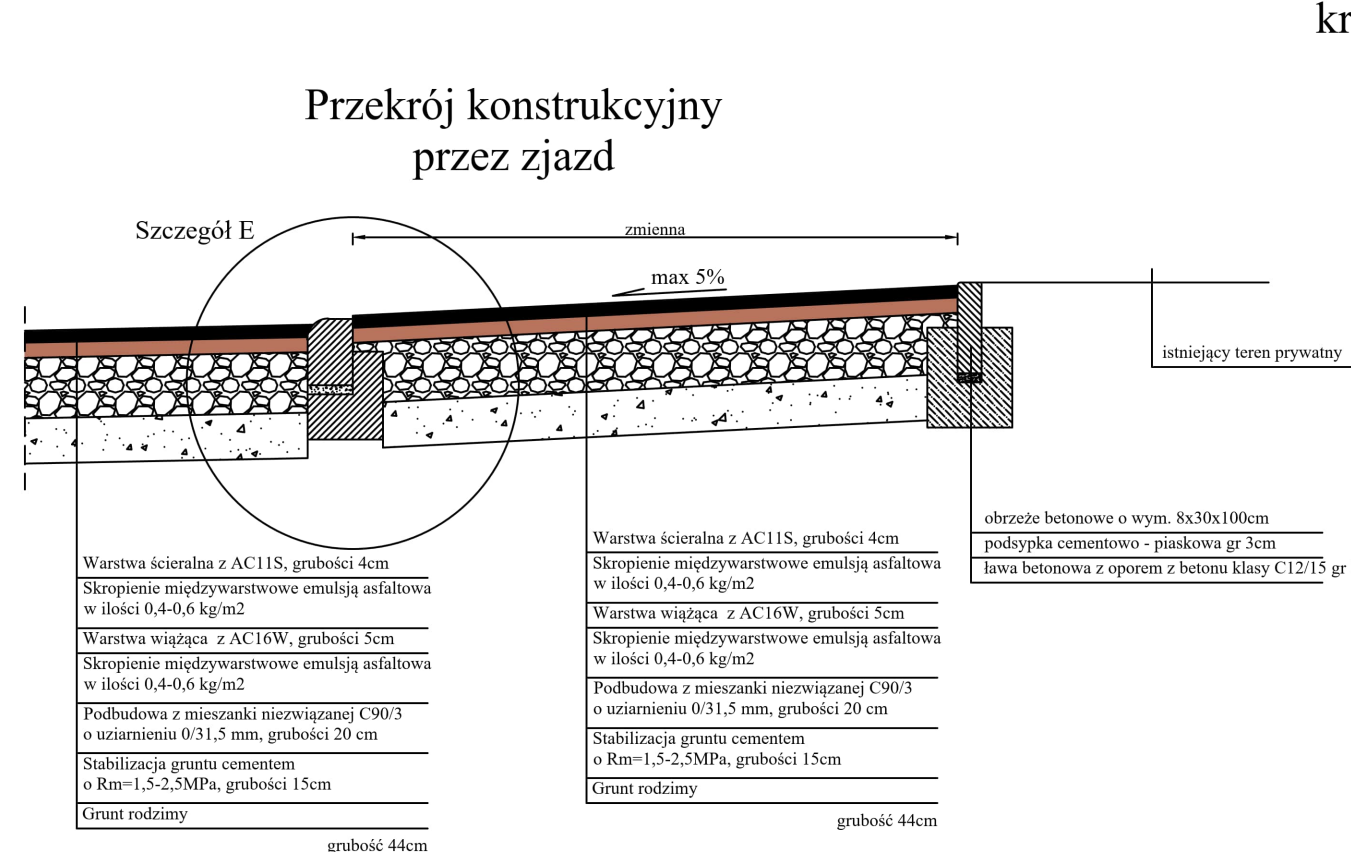 kr
Przekrój konstrukcyjny
przez zjazd
Szczegół E
zmienna
max 5%
istniejący teren prywatny
obrzeże betonowe o wym. 8x30x100cm
podsypka cementowo - piaskowa gr 3cm
ława betonowa z oporem z betonu klasy C12/15 gr
Warstwa ścieralna z AC11S, grubości 4cm
Skropienie międzywarstwowe emulsją asfaltowa
w ilości 0,4-0,6 kg/m2
Warstwa wiążąca z AC16W, grubości 5cm
Skropienie międzywarstwowe emulsją asfaltowa
w ilości 0,4-0,6 kg/m2
Podbudowa z mieszanki niezwiązanej C90/3
o uziarnieniu 0/31,5 mm, grubości 20 cm
Stabilizacja gruntu cementem
o Rm=1,5-2,5MPa, grubości 15cm
Grunt rodzimy
grubość 44cm
Warstwa ścieralna z AC11S, grubości 4cm
Skropienie międzywarstwowe emulsją asfaltowa
w ilości 0,4-0,6 kg/m2
Warstwa wiążąca z AC16W, grubości 5cm
Skropienie międzywarstwowe emulsją asfaltowa
w ilości 0,4-0,6 kg/m2
Podbudowa z mieszanki niezwiązanej C90/3
o uziarnieniu 0/31,5 mm, grubości 20 cm
Stabilizacja gruntu cementem
o Rm=1,5-2,5MPa, grubości 15cm
Grunt rodzimy
grubość 44cm